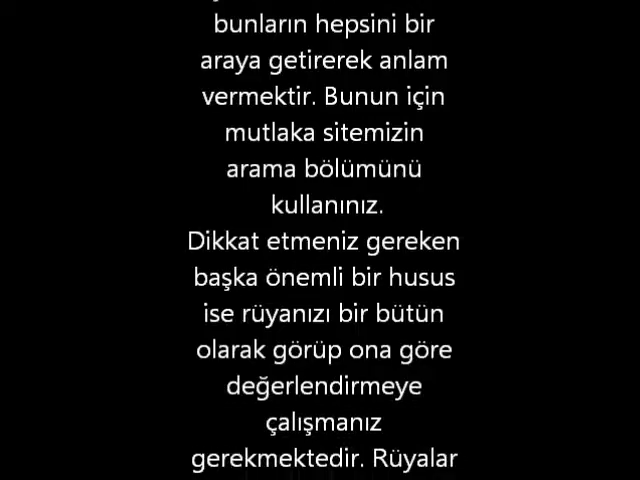 bunların hepsini bir
araya getirerek anlam
vermektir. Bunun için
mutlaka sitemizin
arama bölümünü
kullanınız.
Dikkat etmeniz gereken
başka önemli bir husus
ise rüyanızı bir bütün
olarak görüp ona göre
değerlendirmeye
çalışmanız
gerekmektedir. Rüyalar